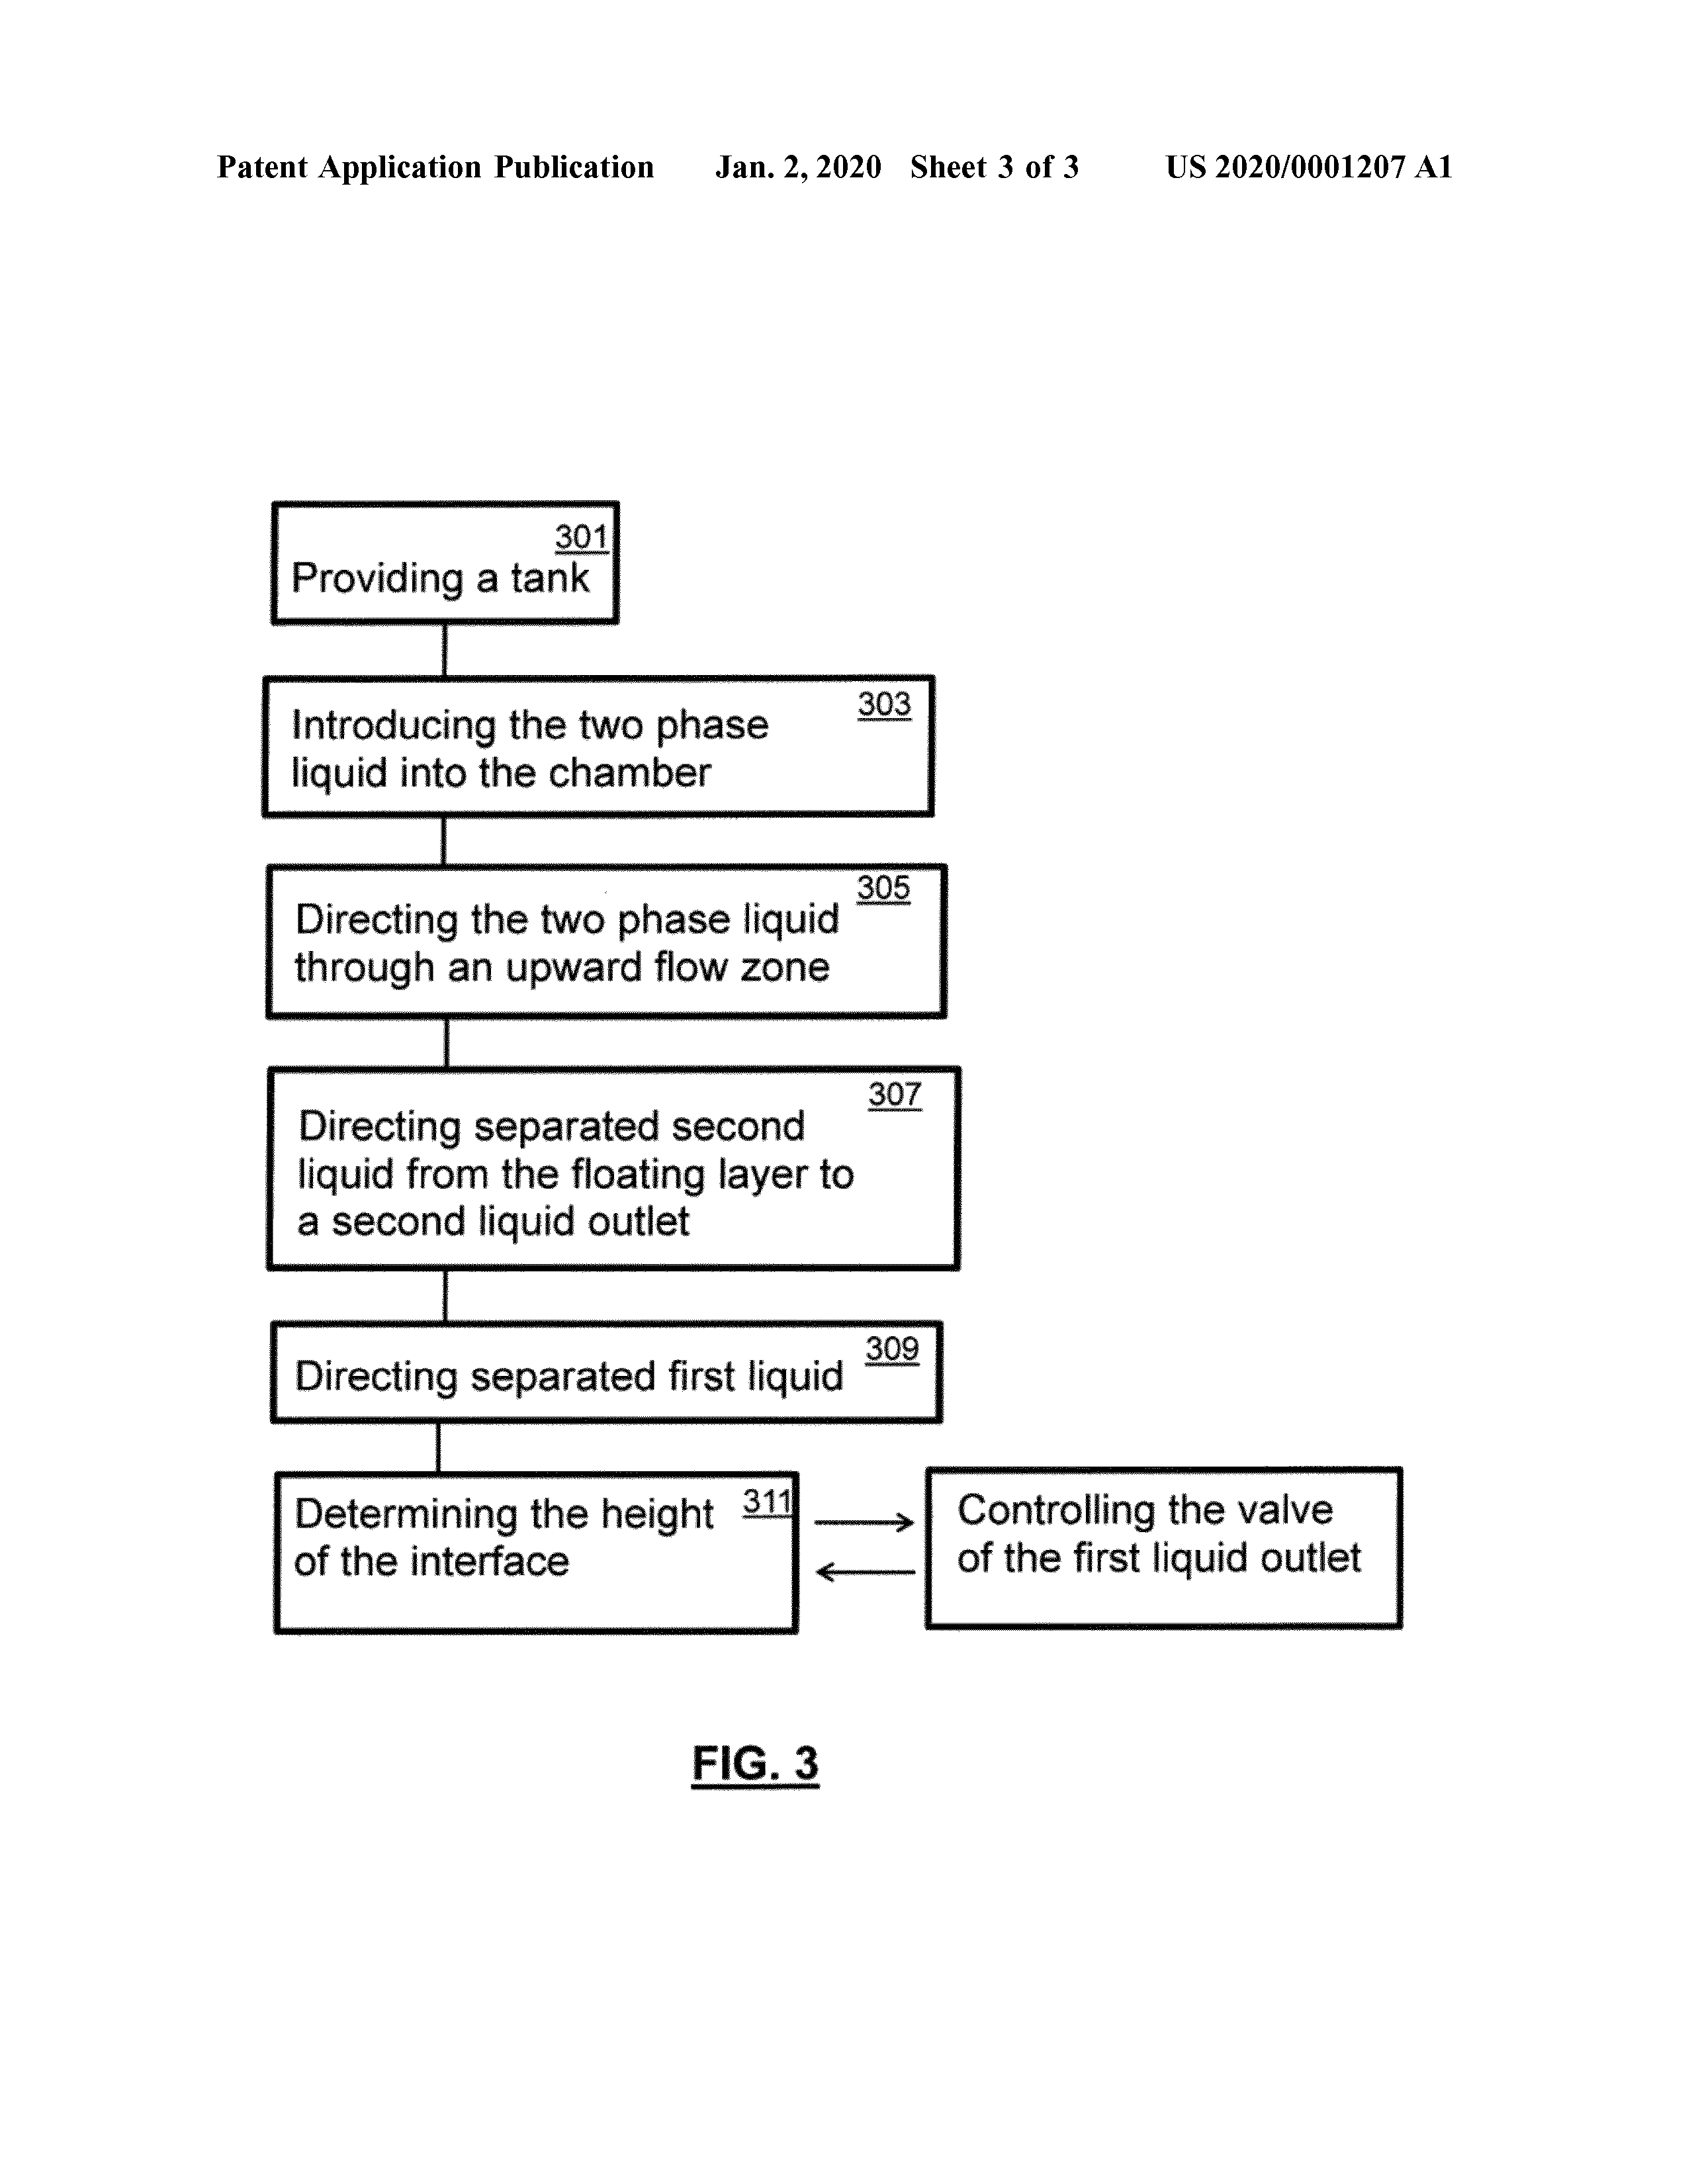 Patent Application Publication Jan. 2, 2020 Sheet 3 of 3 US 2020/0001207 A1
301
Providing a tank
303
Introducing the two phase
liquid into the chamber
305
Directing the two phase liquid
through an upward flow zone
307
Directing separated second
liquid from the floating layer to
a second liquid outlet
309
Directing separated first liquid
311
Determining the height
of the interface
Controlling the valve
of the first liquid outlet
FIG. 3